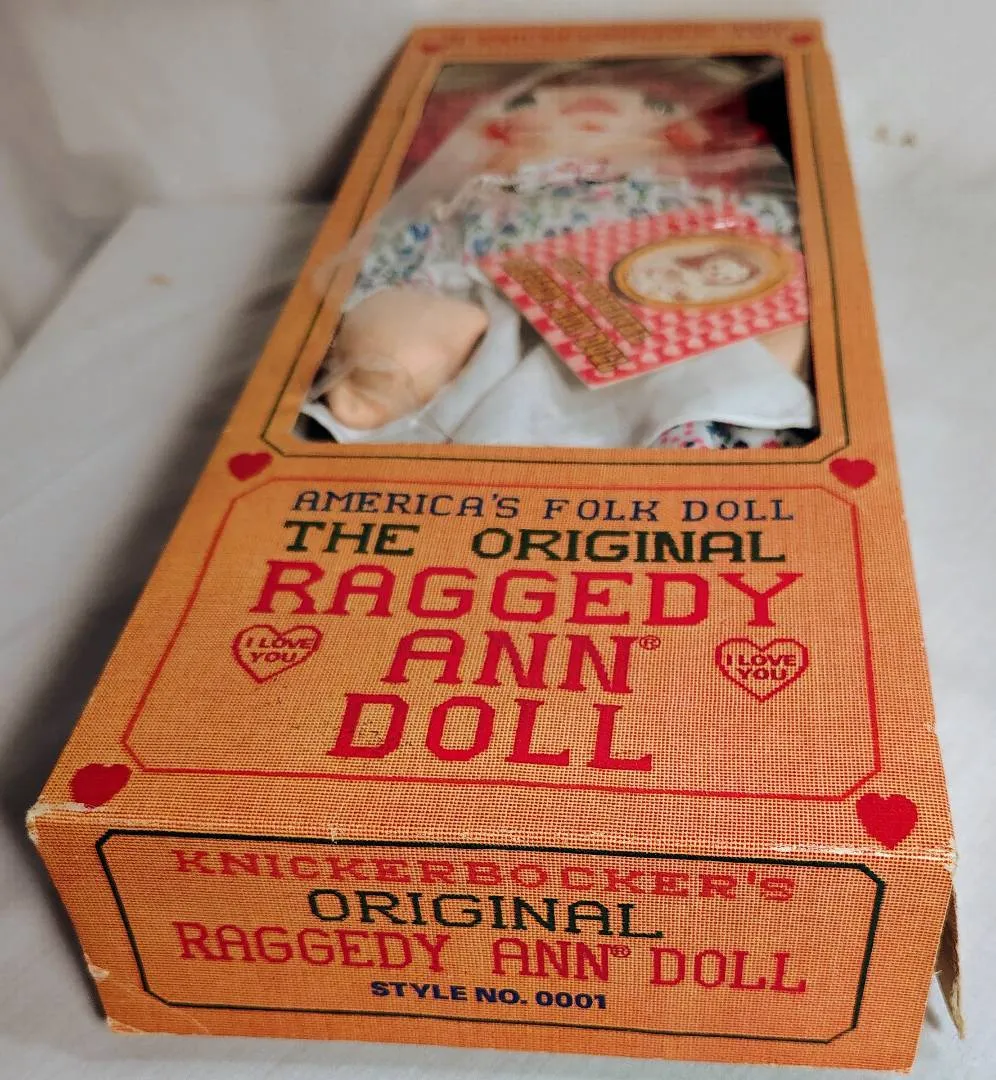 AMERICA'S FOLK DOLL
THE ORIGINAL
RAGGEDY
ANN®
I LOVE
YOU
I LOVE
YOU
DOLL
KNICKERBOCKER'S
ORIGINAL
RAGGEDY ANN® DOLL
STYLE NO. 0001